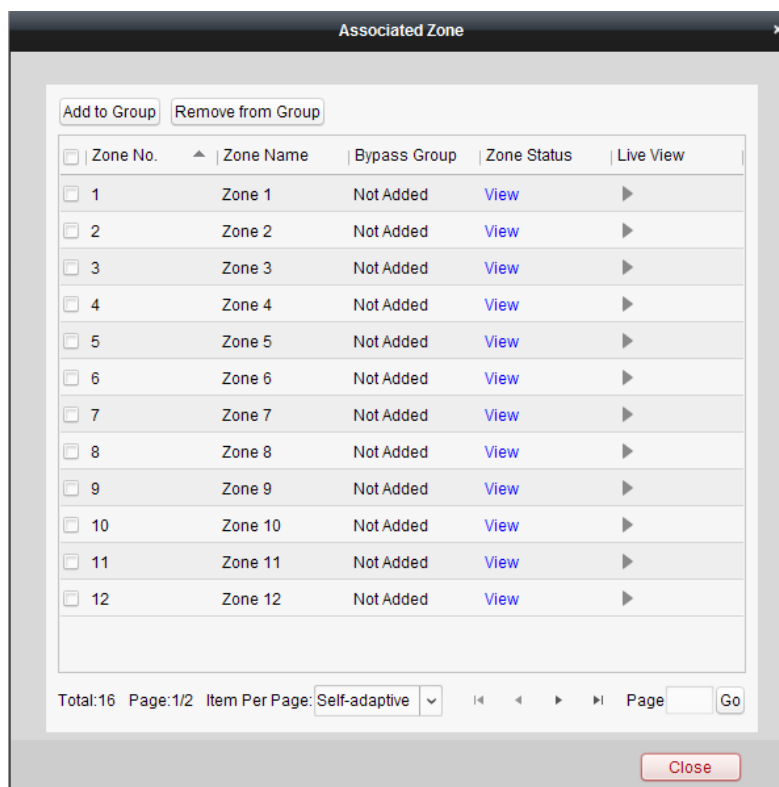 Associated Zone
Add to Group Remove from Group
Zone No. Zone Name Bypass Group Zone Status Live View
1 Zone 1 Not Added View
2 Zone 2 Not Added View
3 Zone 3 Not Added View
4 Zone 4 Not Added View
5 Zone 5 Not Added View
6 Zone 6 Not Added View
7 Zone 7 Not Added View
8 Zone 8 Not Added View
9 Zone 9 Not Added View
10 Zone 10 Not Added View
11 Zone 11 Not Added View
12 Zone 12 Not Added View
Total:16 Page:1/2 Item Per Page: Self-adaptive Page Go
Close